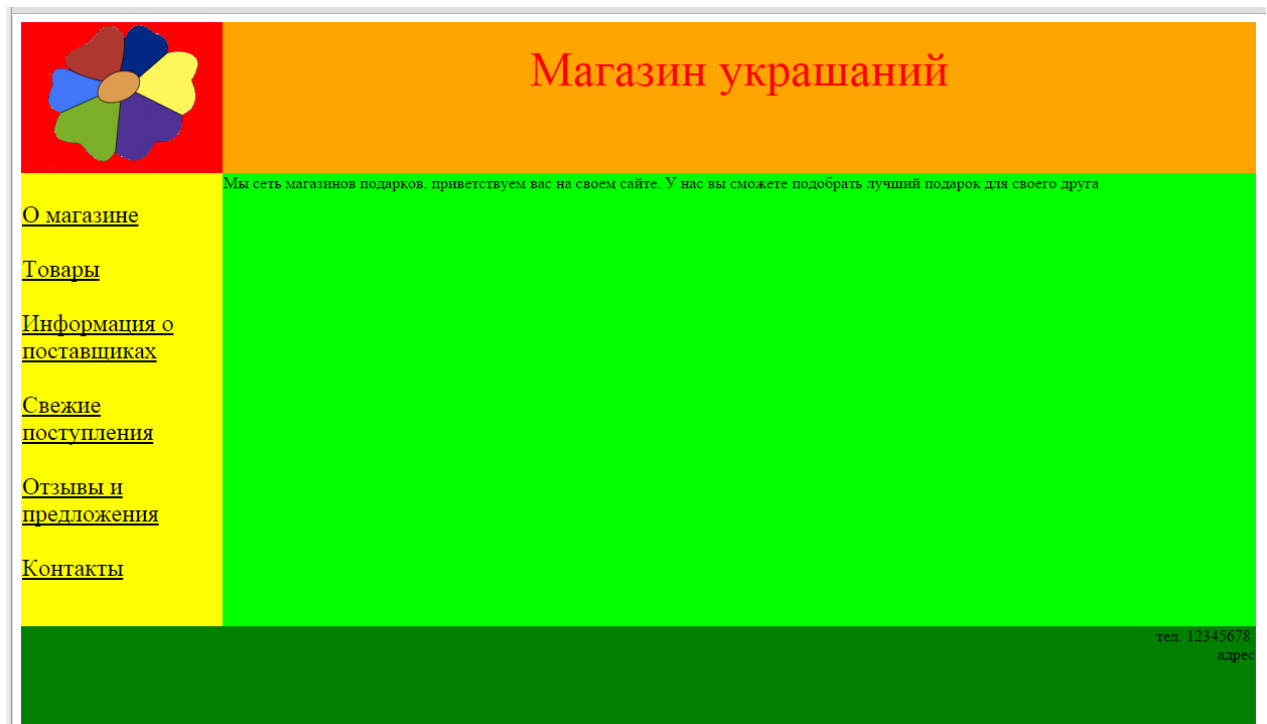 Магазин украшаний
Мы сеть магазинов подарков, приветствуем вас на своем сайте. У нас вы сможете подобрать лучший подарок для своего друга
О магазине
Товары
Информация о
поставщиках
Свежие
поступления
Отзывы и
предложения
Контакты
тел. 12345678
адрес